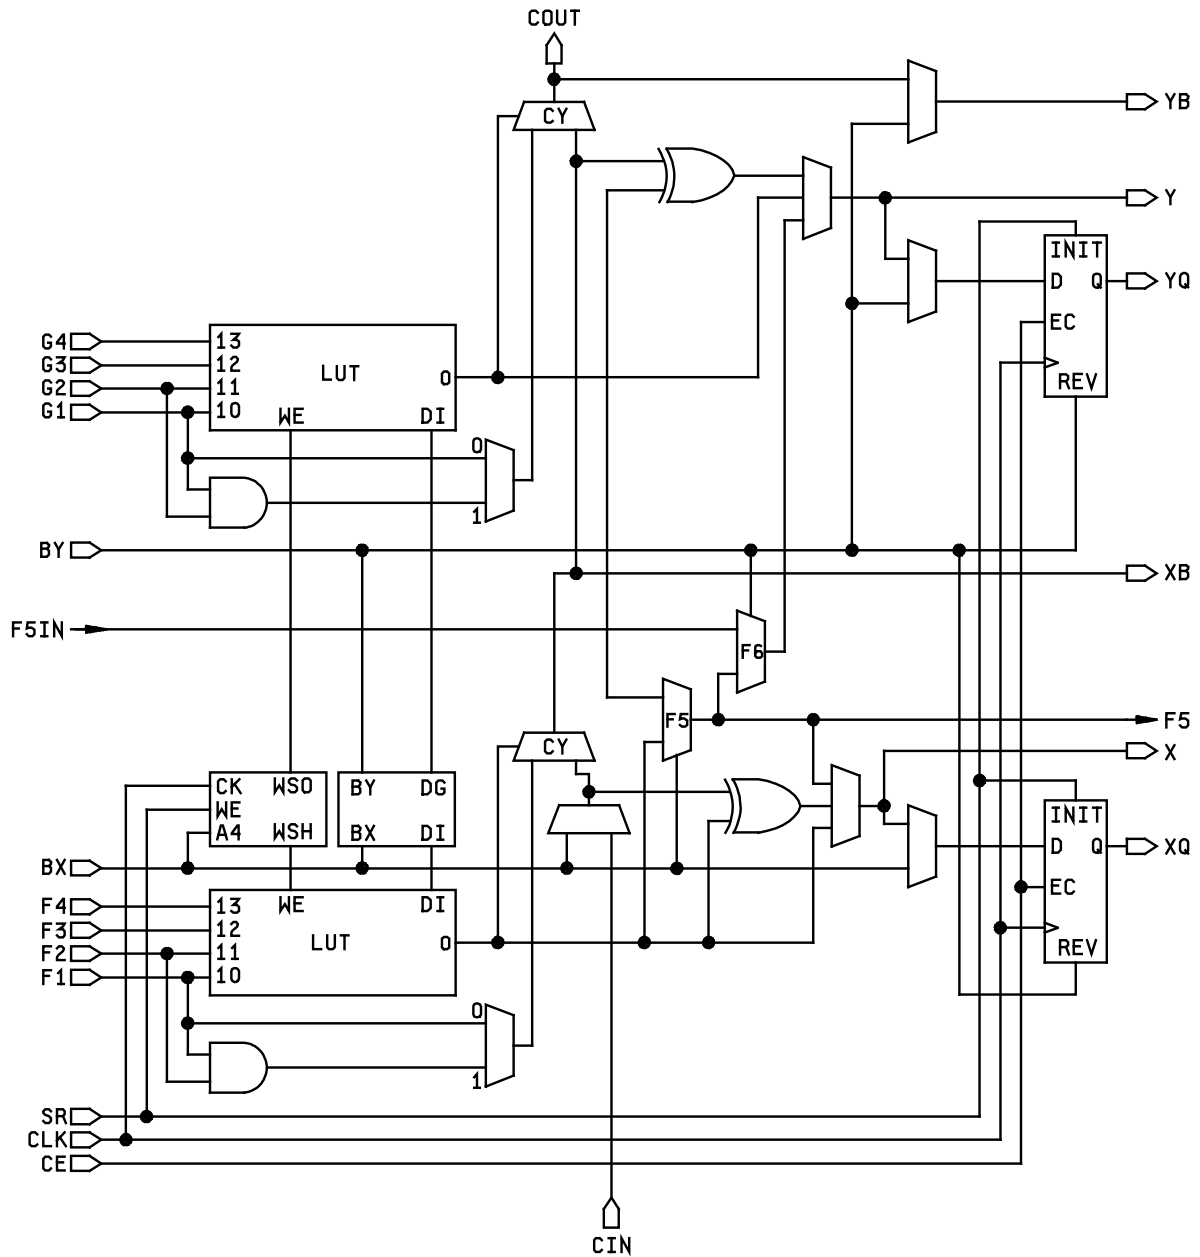 COUT
CY
YB
Y
INIT
D Q
YQ
EC
REV
G4
G3
G2
G1
13
12
11
10
LUT
O
WE DI
0
1
BY
XB
F5IN
F6
F5
F5
CY
X
CK WSO
WE
A4 WSH
BY DG
BX DI
INIT
D Q
XQ
EC
REV
BX
F4
F3
F2
F1
13
12
11
10
WE DI
LUT
O
0
1
SR
CLK
CE
CIN